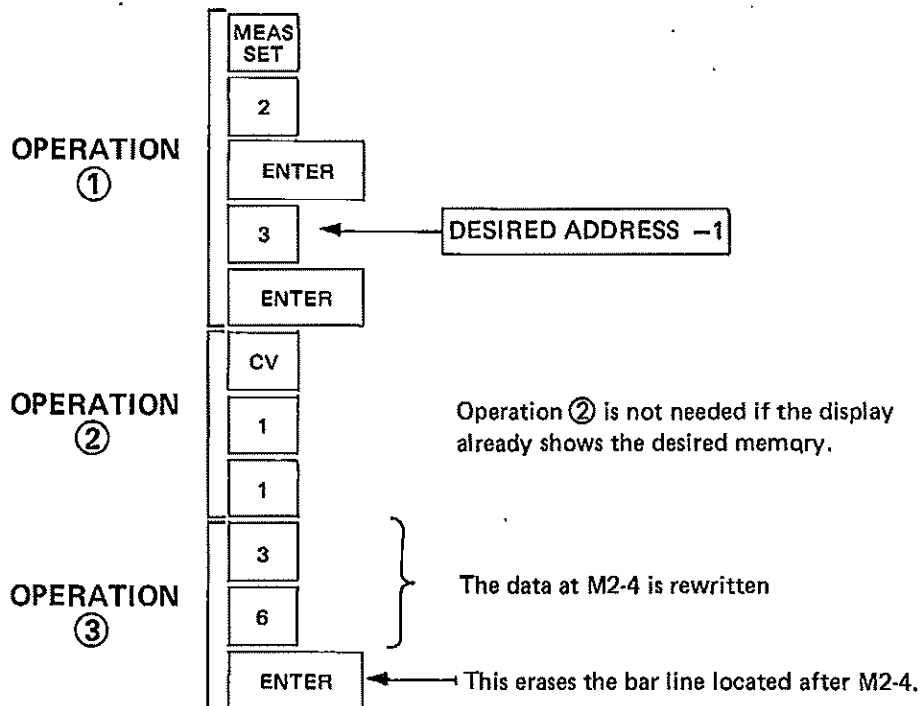 MEAS
SET
2
OPERATION
①
ENTER
3
DESIRED ADDRESS −1
ENTER
CV
OPERATION
②
1
1
Operation ② is not needed if the display
already shows the desired memory.
3
OPERATION
③
6
The data at M2-4 is rewritten
ENTER
This erases the bar line located after M2-4.